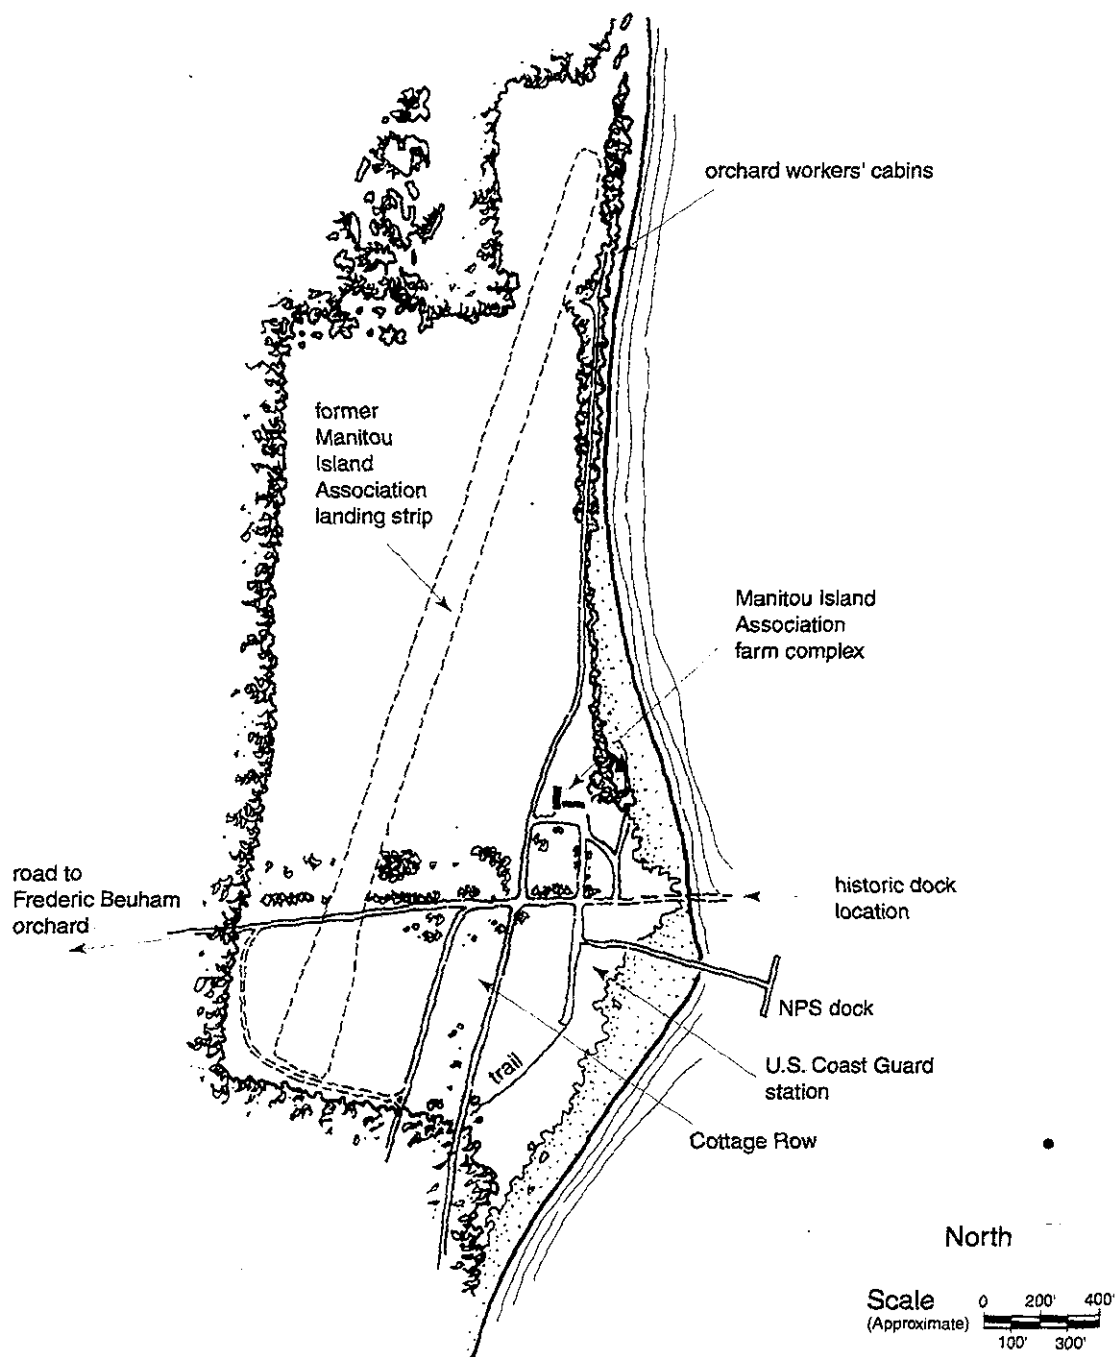 orchard workers' cabins
former
Manitou
Island
Association
landing strip
Manitou Island
Association
farm complex
road to
Frederic Beuham
orchard
historic dock
location
NPS dock
trail
U.S. Coast Guard
station
Cottage Row
North
Scale
(Approximate)
0 200' 400'
100' 300'